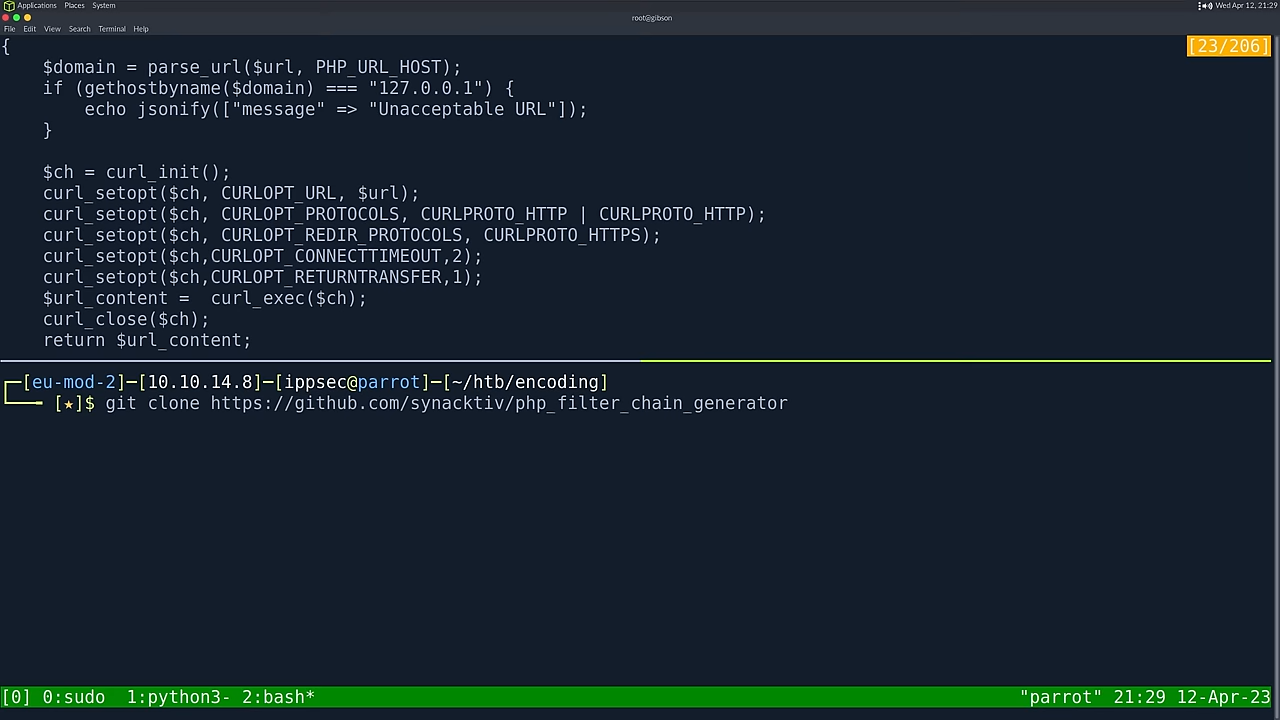 Applications Places System
Wed Apr 12, 21:29
root@gibson
File Edit View Search Terminal Help
{
[23/206]
    $domain = parse_url($url, PHP_URL_HOST);
    if (gethostbyname($domain) === "127.0.0.1") {
        echo jsonify(["message" => "Unacceptable URL"]);
    }
    $ch = curl_init();
    curl_setopt($ch, CURLOPT_URL, $url);
    curl_setopt($ch, CURLOPT_PROTOCOLS, CURLPROTO_HTTP | CURLPROTO_HTTP);
    curl_setopt($ch, CURLOPT_REDIR_PROTOCOLS, CURLPROTO_HTTPS);
    curl_setopt($ch,CURLOPT_CONNECTTIMEOUT,2);
    curl_setopt($ch,CURLOPT_RETURNTRANSFER,1);
    $url_content =  curl_exec($ch);
    curl_close($ch);
    return $url_content;
┌─[eu-mod-2]─[10.10.14.8]─[ippsec@parrot]─[~/htb/encoding]
└──╼ [★]$ git clone https://github.com/synacktiv/php_filter_chain_generator
[0] 0:sudo  1:python3- 2:bash*
"parrot" 21:29 12-Apr-23